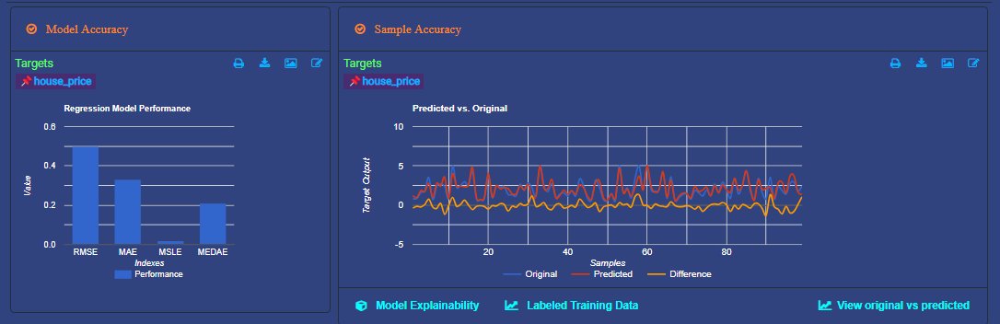 Model Accuracy
Targets
house_price
Regression Model Performance
0.6
0.4
0.2
0.0
Value
RMSE MAE MSLE MEDAE
Indexes
Performance
Sample Accuracy
Targets
house_price
Predicted vs. Original
10
5
0
-5
Target Output
20 40 60 80
Samples
Original Predicted Difference
Model Explainability Labeled Training Data View original vs predicted